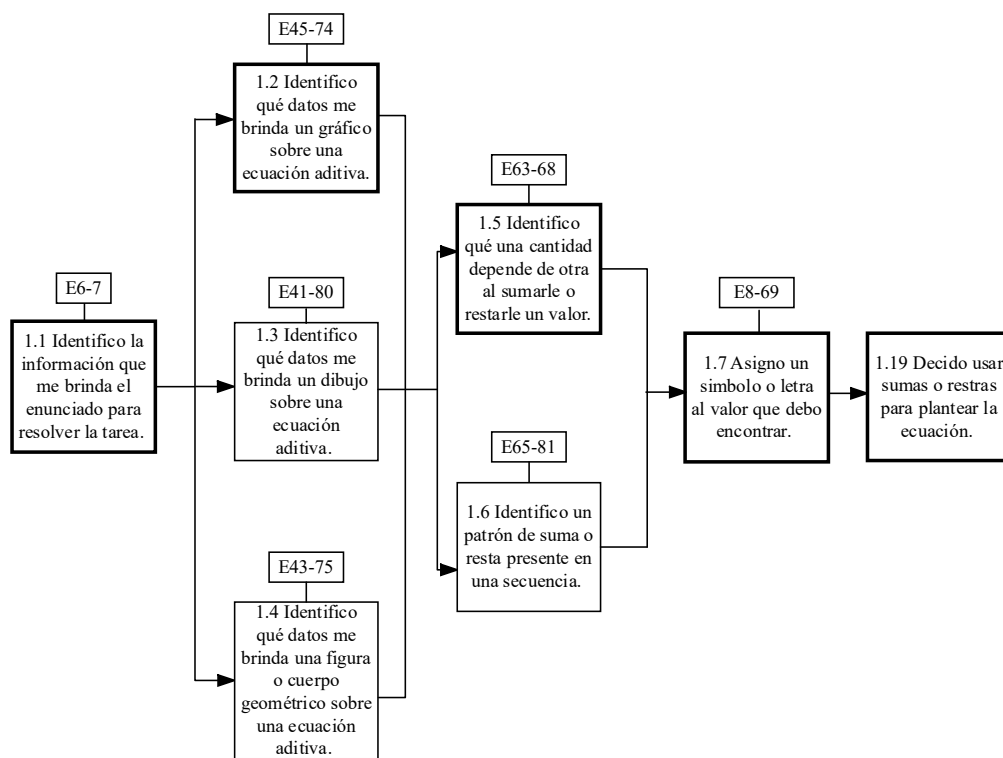 E45-74
1.2 Identifico
qué datos me
brinda un gráfico
sobre una
ecuación aditiva.
E63-68
1.5 Identifico
qué una cantidad
depende de otra
al sumarle o
restarle un valor.
E6-7
1.1 Identifico la
información que
me brinda el
enunciado para
resolver la tarea.
E41-80
1.3 Identifico
qué datos me
brinda un dibujo
sobre una
ecuación
aditiva.
E8-69
1.7 Asigno un
simbolo o letra
al valor que debo
encontrar.
1.19 Decido usar
sumas o restras
para plantear la
ecuación.
E65-81
1.6 Identifico un
patrón de suma o
resta presente en
una secuencia.
E43-75
1.4 Identifico
qué datos me
brinda una figura
o cuerpo
geométrico sobre
una ecuación
aditiva.